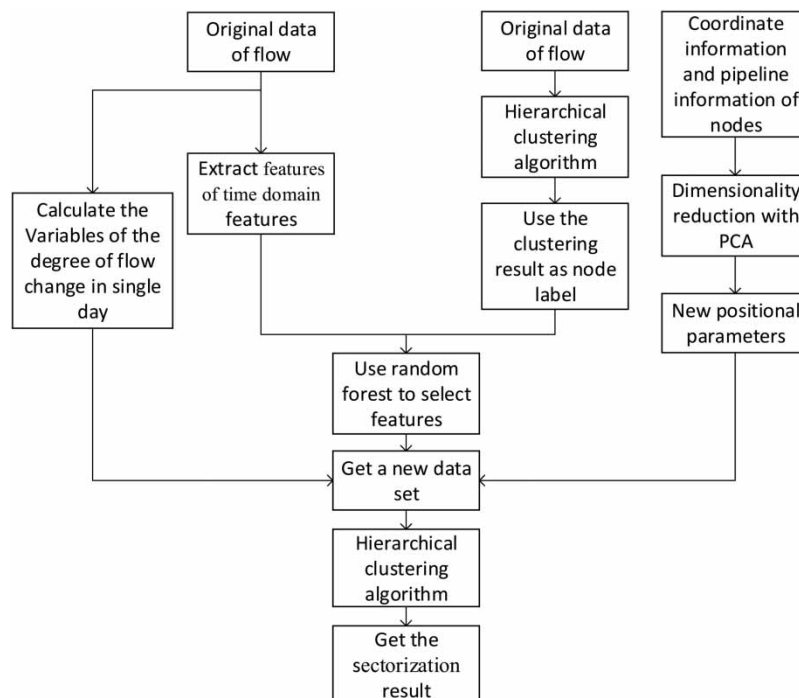 Original data
of flow
Original data
of flow
Coordinate
information
and pipeline
information of
nodes
Hierarchical
clustering
algorithm
Extract features
of time domain
features
Calculate the
Variables of the
degree of flow
change in single
day
Use the
clustering
result as node
label
Dimensionality
reduction with
PCA
New positional
parameters
Use random
forest to select
features
Get a new data
set
Hierarchical
clustering
algorithm
Get the
sectorization
result